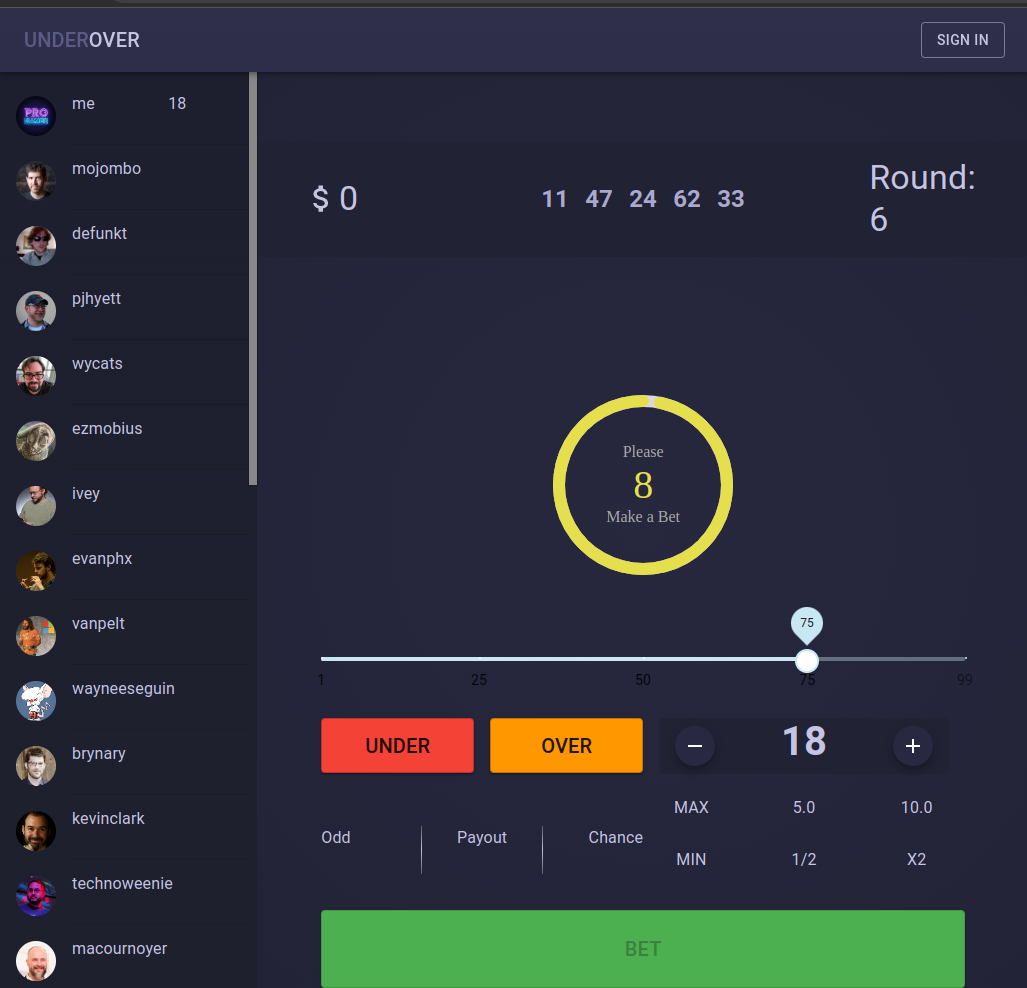 UNDEROVER
SIGN IN
me 18
mojombo
defunkt
pjhyett
wycats
ezmobius
ivey
evanphx
vanpelt
wayneeseguin
brynary
kevinclark
technoweenie
macournoyer
$ 0
11 47 24 62 33
Round:
6
Please
8
Make a Bet
75
1 25 50 75 99
UNDER OVER − 18 +
MAX 5.0 10.0
Odd Payout Chance
MIN 1/2 X2
BET